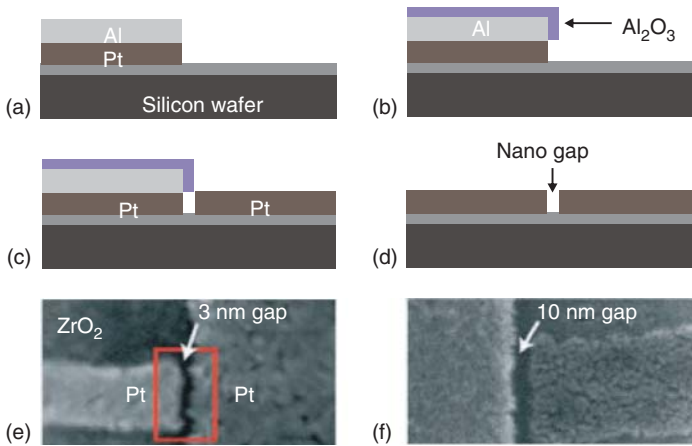 Al
Pt
Silicon wafer
(a)
Al
Al₂O₃
(b)
Pt
Pt
(c)
Nano gap
(d)
3 nm gap
ZrO₂
Pt
Pt
(e)
10 nm gap
(f)